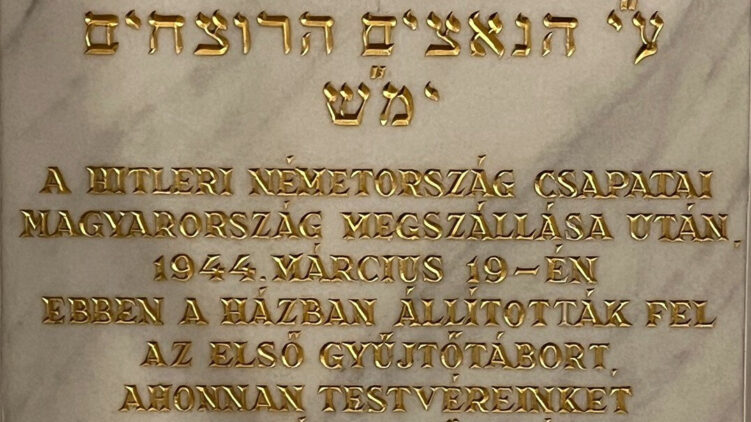 ע"י הנאצים הרוצחים
ימ"ש
A HITLERI NÉMETORSZÁG CSAPATAI
MAGYARORSZÁG MEGSZÁLLÁSA UTÁN,
1944. MÁRCIUS 19-ÉN
EBBEN A HÁZBAN ÁLLÍTOTTÁK FEL
AZ ELSŐ GYŰJTŐTÁBORT,
AHONNAN TESTVÉREINKET